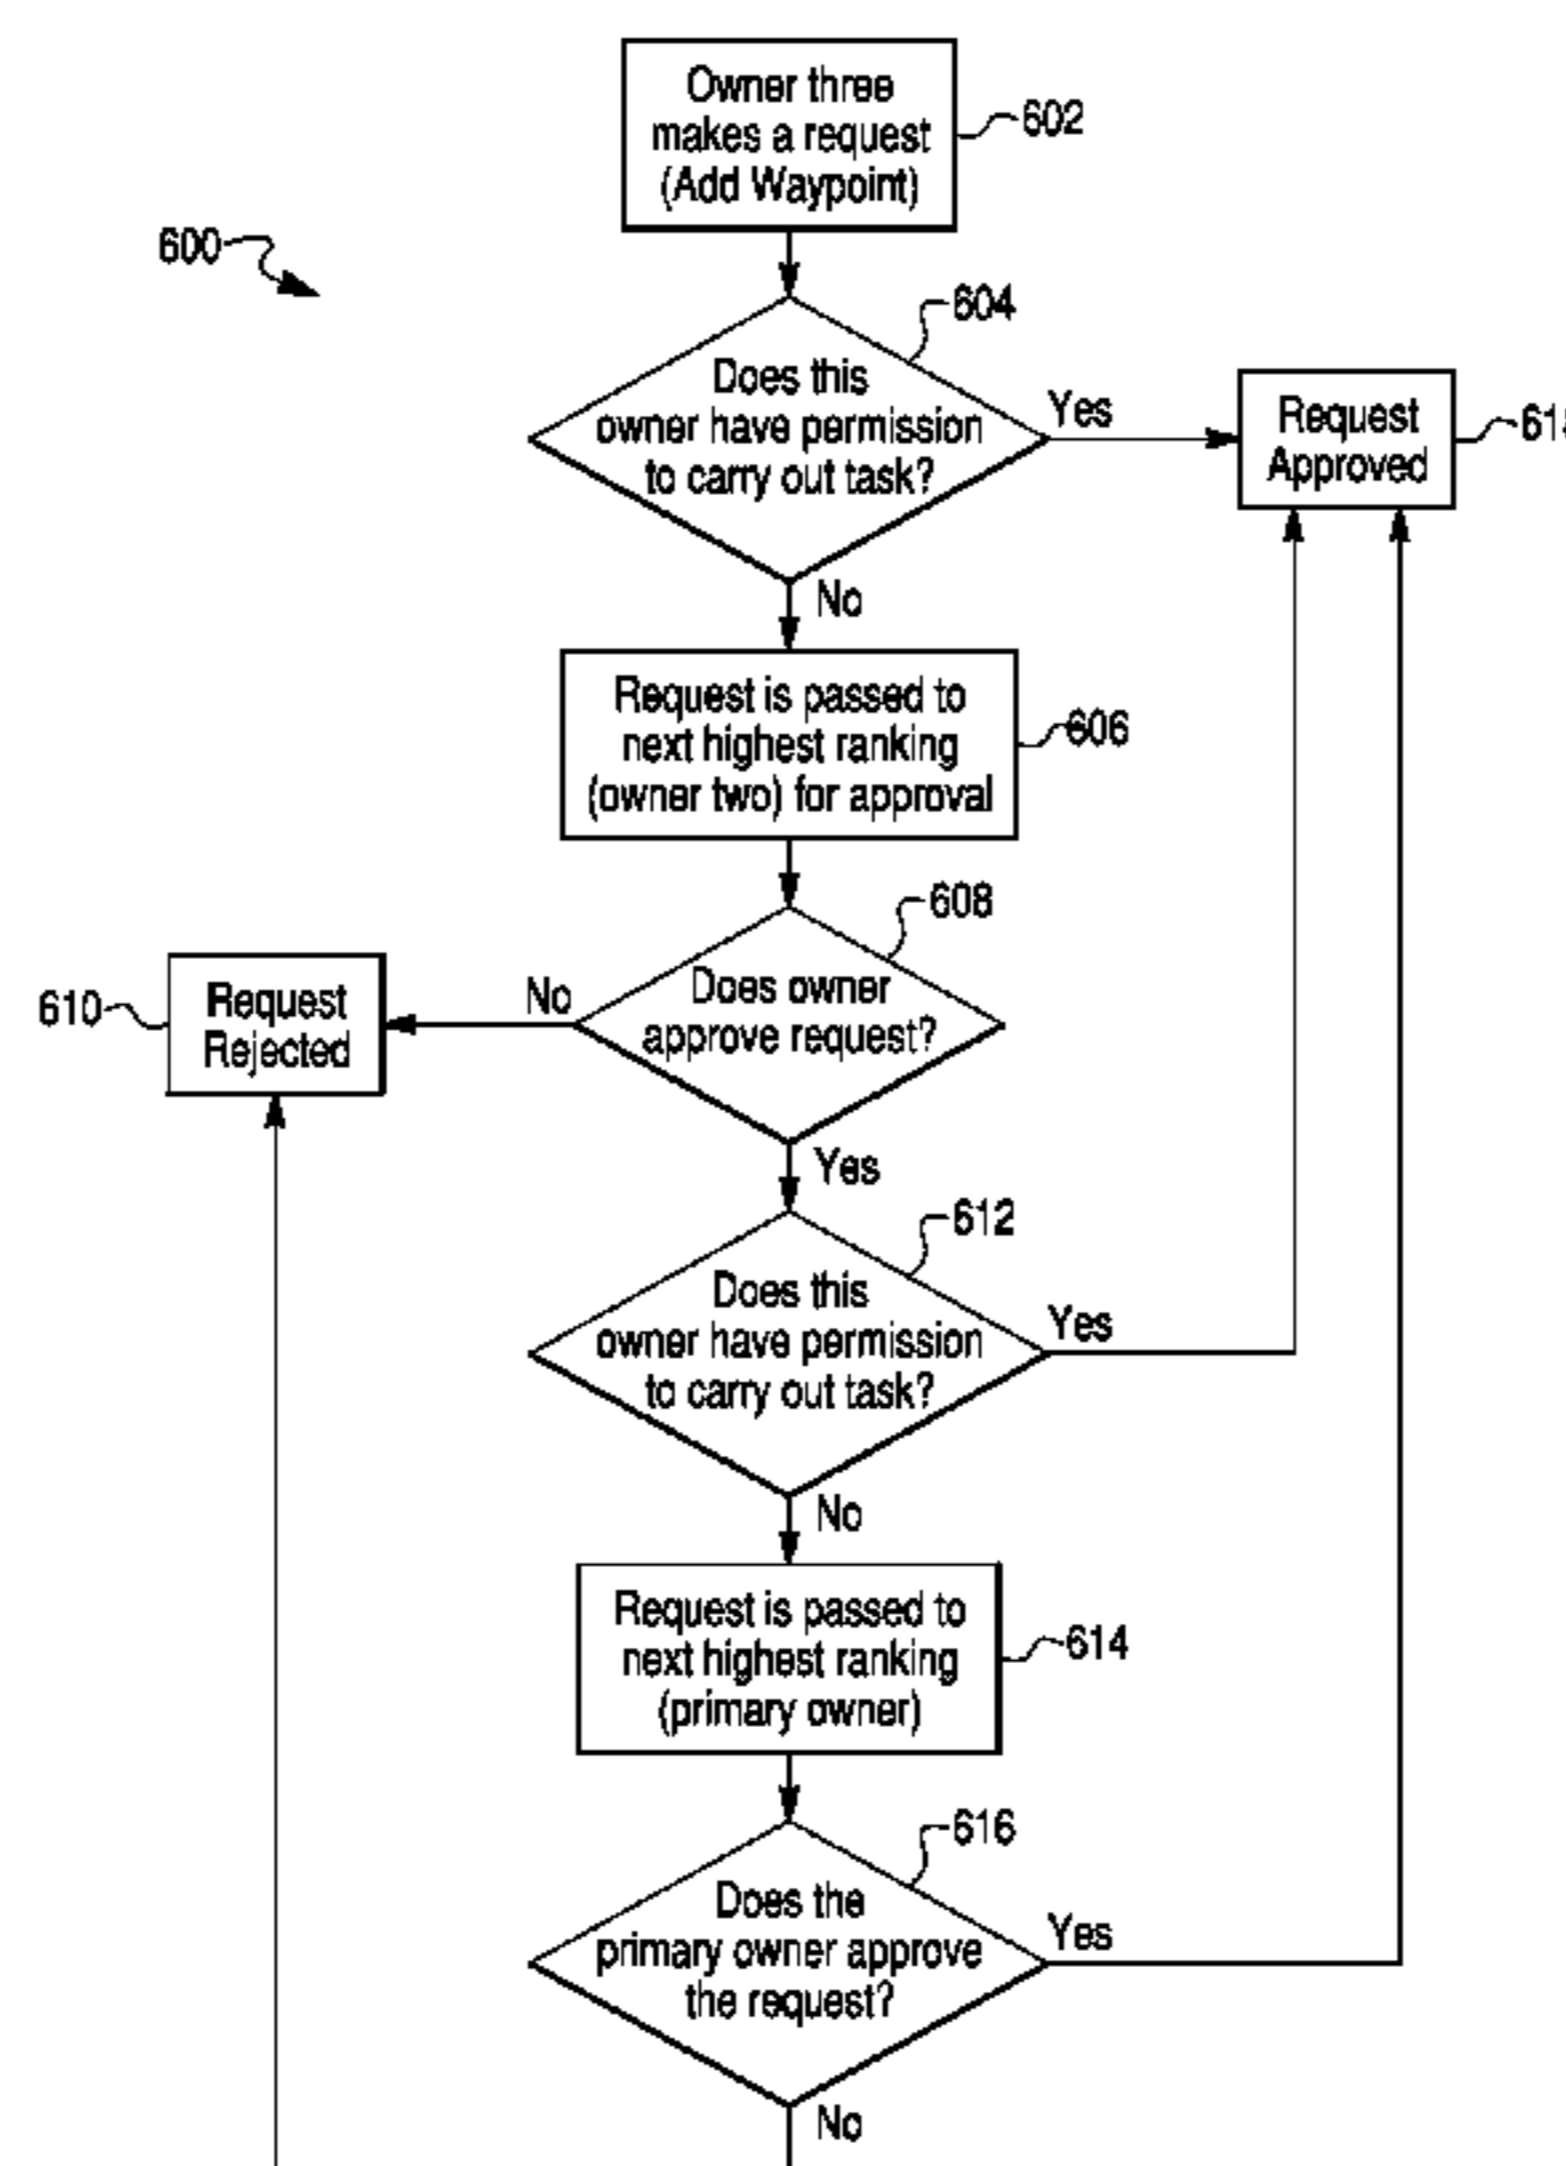 Owner three
makes a request
(Add Waypoint)
602
600
604
Does this
owner have permission
to carry out task?
Yes
Request
Approved
No
Request is passed to
next highest ranking
(owner two) for approval
606
608
Does owner
approve request?
No
610
Request
Rejected
Yes
612
Does this
owner have permission
to carry out task?
Yes
No
Request is passed to
next highest ranking
(primary owner)
614
616
Does the
primary owner approve
the request?
Yes
No